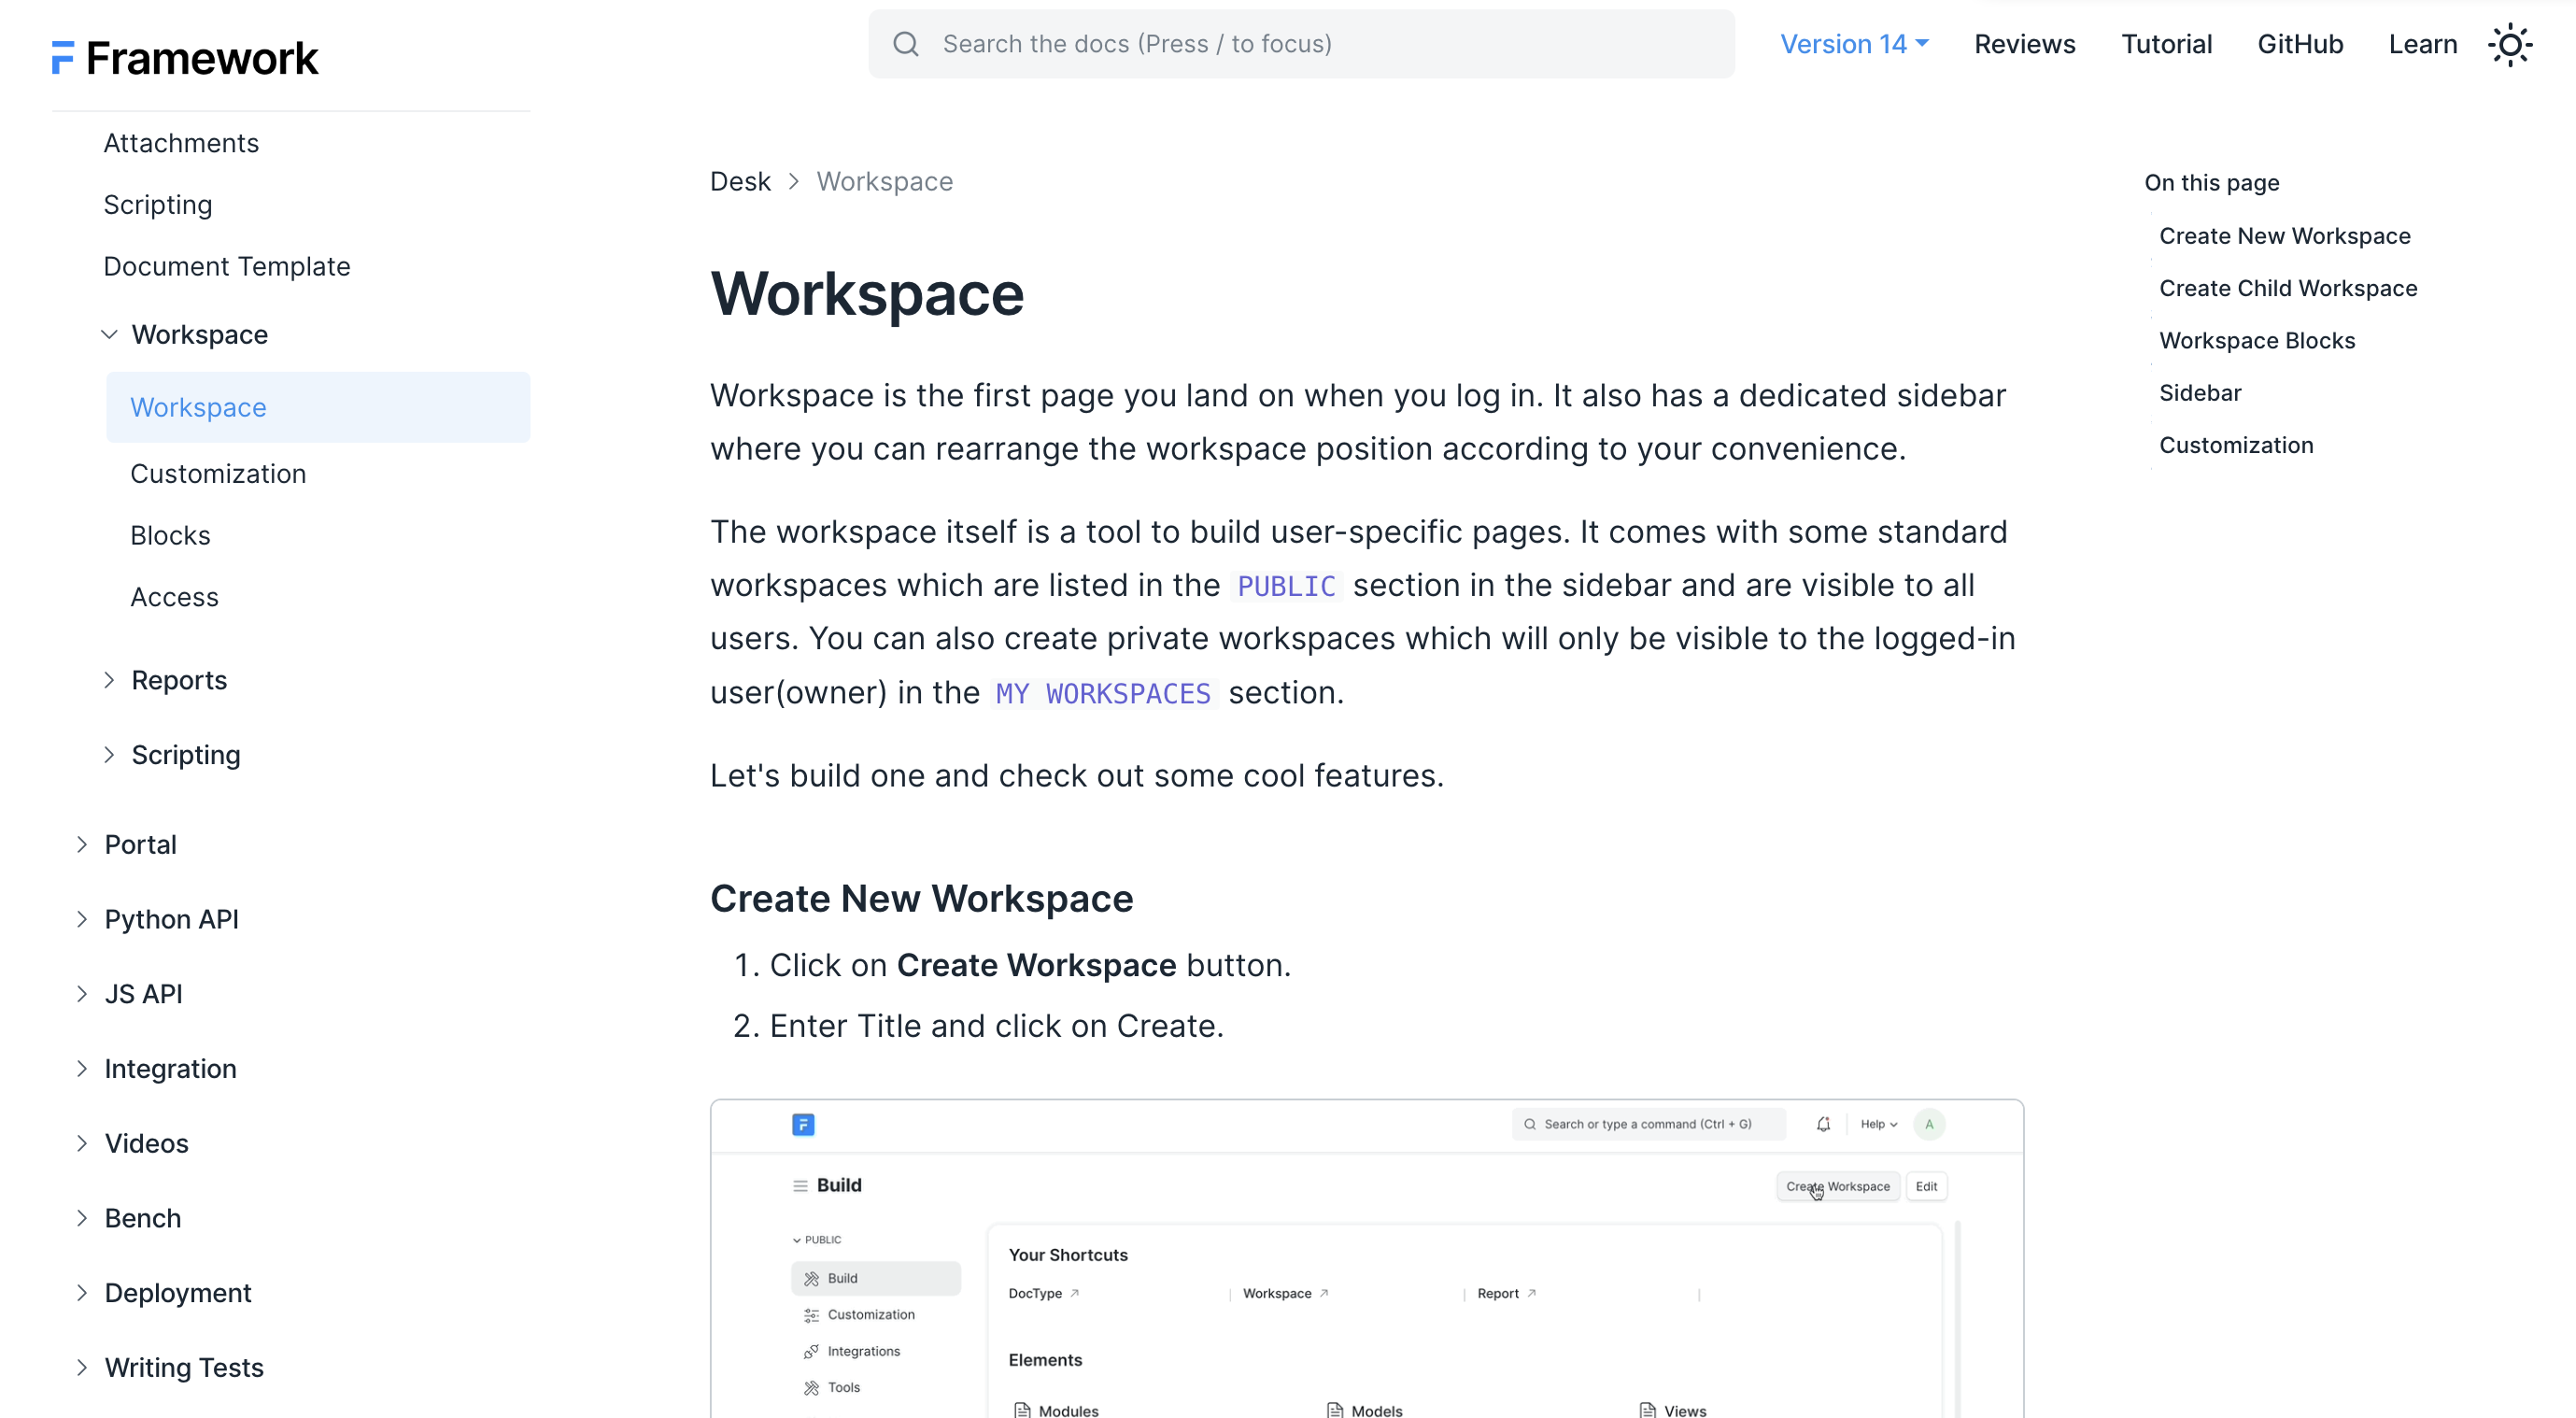 Framework
Search the docs (Press / to focus)
Version 14
Reviews
Tutorial
GitHub
Learn
Attachments
Scripting
Document Template
Workspace
Workspace
Customization
Blocks
Access
Reports
Scripting
Portal
Python API
JS API
Integration
Videos
Bench
Deployment
Writing Tests
Desk > Workspace
Workspace
Workspace is the first page you land on when you log in. It also has a dedicated sidebar
where you can rearrange the workspace position according to your convenience.
The workspace itself is a tool to build user-specific pages. It comes with some standard
workspaces which are listed in the PUBLIC section in the sidebar and are visible to all
users. You can also create private workspaces which will only be visible to the logged-in
user(owner) in the MY WORKSPACES section.
Let's build one and check out some cool features.
Create New Workspace
1. Click on Create Workspace button.
2. Enter Title and click on Create.
F
Search or type a command (Ctrl + G)
Help
A
Build
Create Workspace
Edit
PUBLIC
Build
Customization
Integrations
Tools
Your Shortcuts
DocType
Workspace
Report
Elements
Modules
Models
Views
On this page
Create New Workspace
Create Child Workspace
Workspace Blocks
Sidebar
Customization